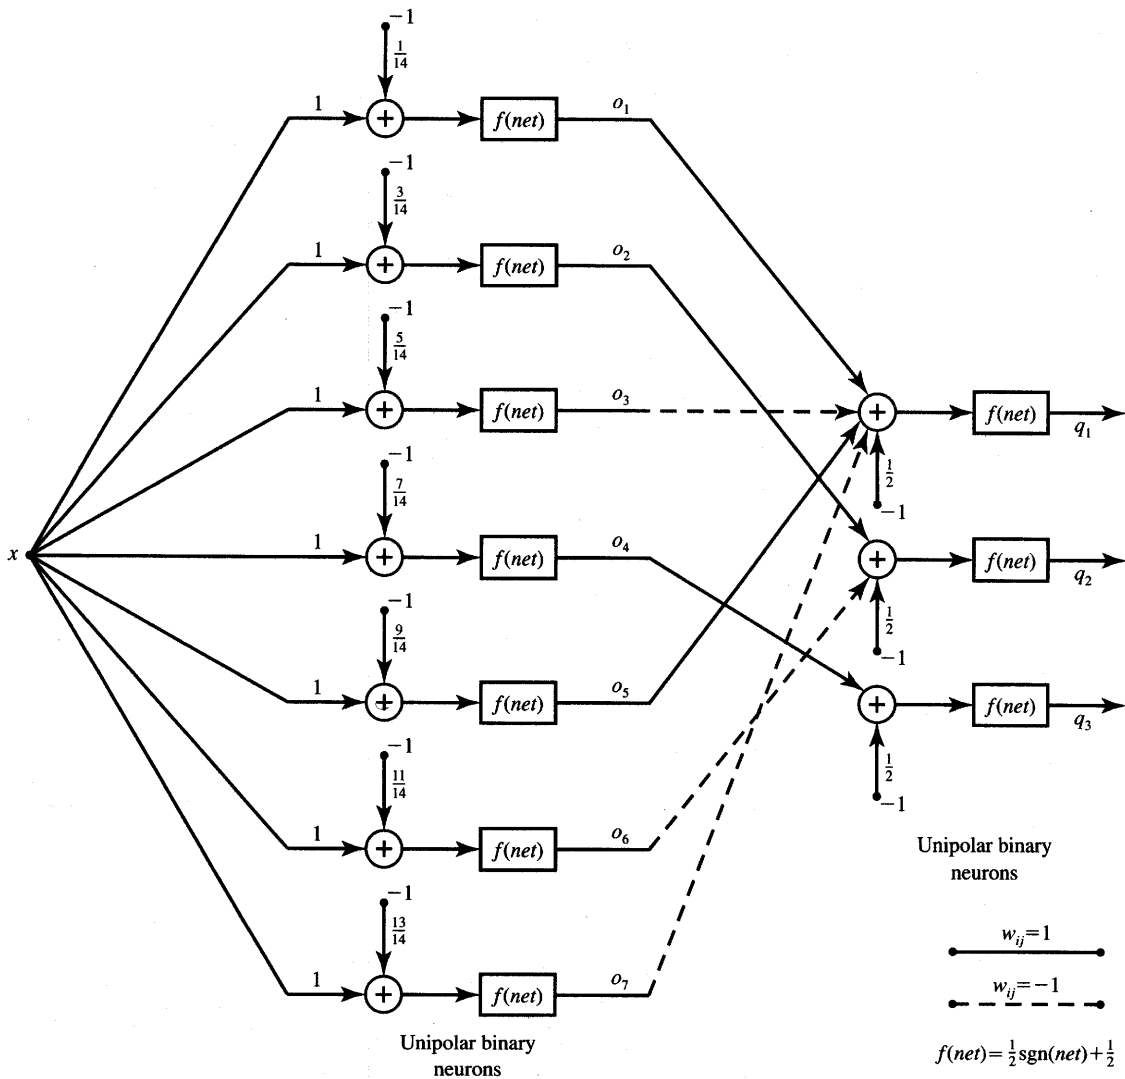 −1
1/14
1
f(net)
o1
−1
3/14
1
f(net)
o2
−1
5/14
1
f(net)
o3
−1
7/14
1
f(net)
o4
−1
9/14
1
f(net)
o5
−1
11/14
1
f(net)
o6
−1
13/14
1
f(net)
o7
x
Unipolar binary
neurons
f(net)
q1
1/2
−1
f(net)
q2
1/2
−1
f(net)
q3
1/2
−1
Unipolar binary
neurons
wij=1
wij=−1
f(net)=1/2sgn(net)+1/2